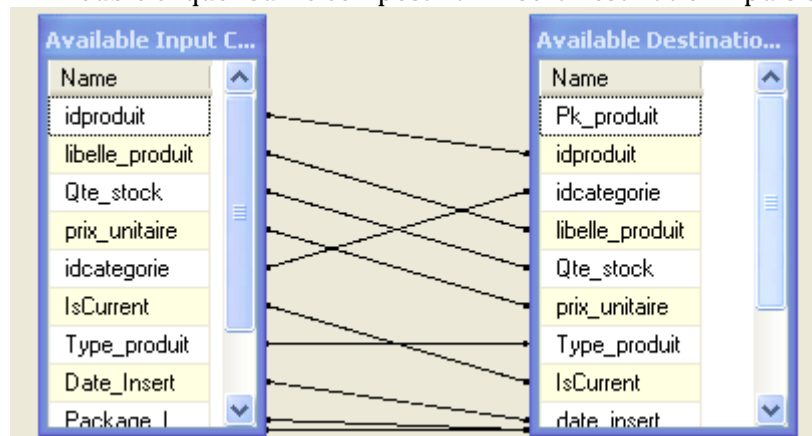 Available Input C...
Name
idproduit
libelle_produit
Qte_stock
prix_unitaire
idcategorie
IsCurrent
Type_produit
Date_Insert
Package_I
Available Destinatio...
Name
Pk_produit
idproduit
idcategorie
libelle_produit
Qte_stock
prix_unitaire
Type_produit
IsCurrent
date_insert